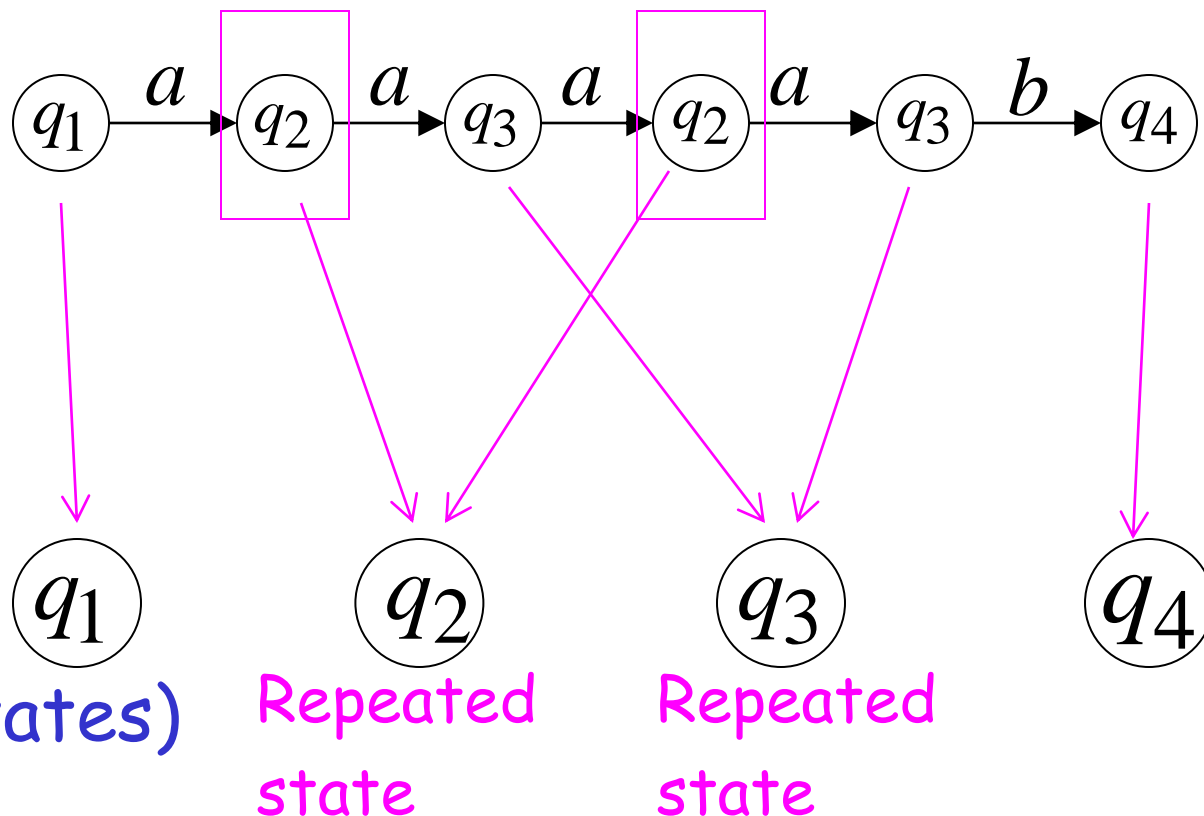 a a a a b
q1 q2 q3 q2 q3 q4
q1 q2 q3 q4
ates) Repeated Repeated
state state